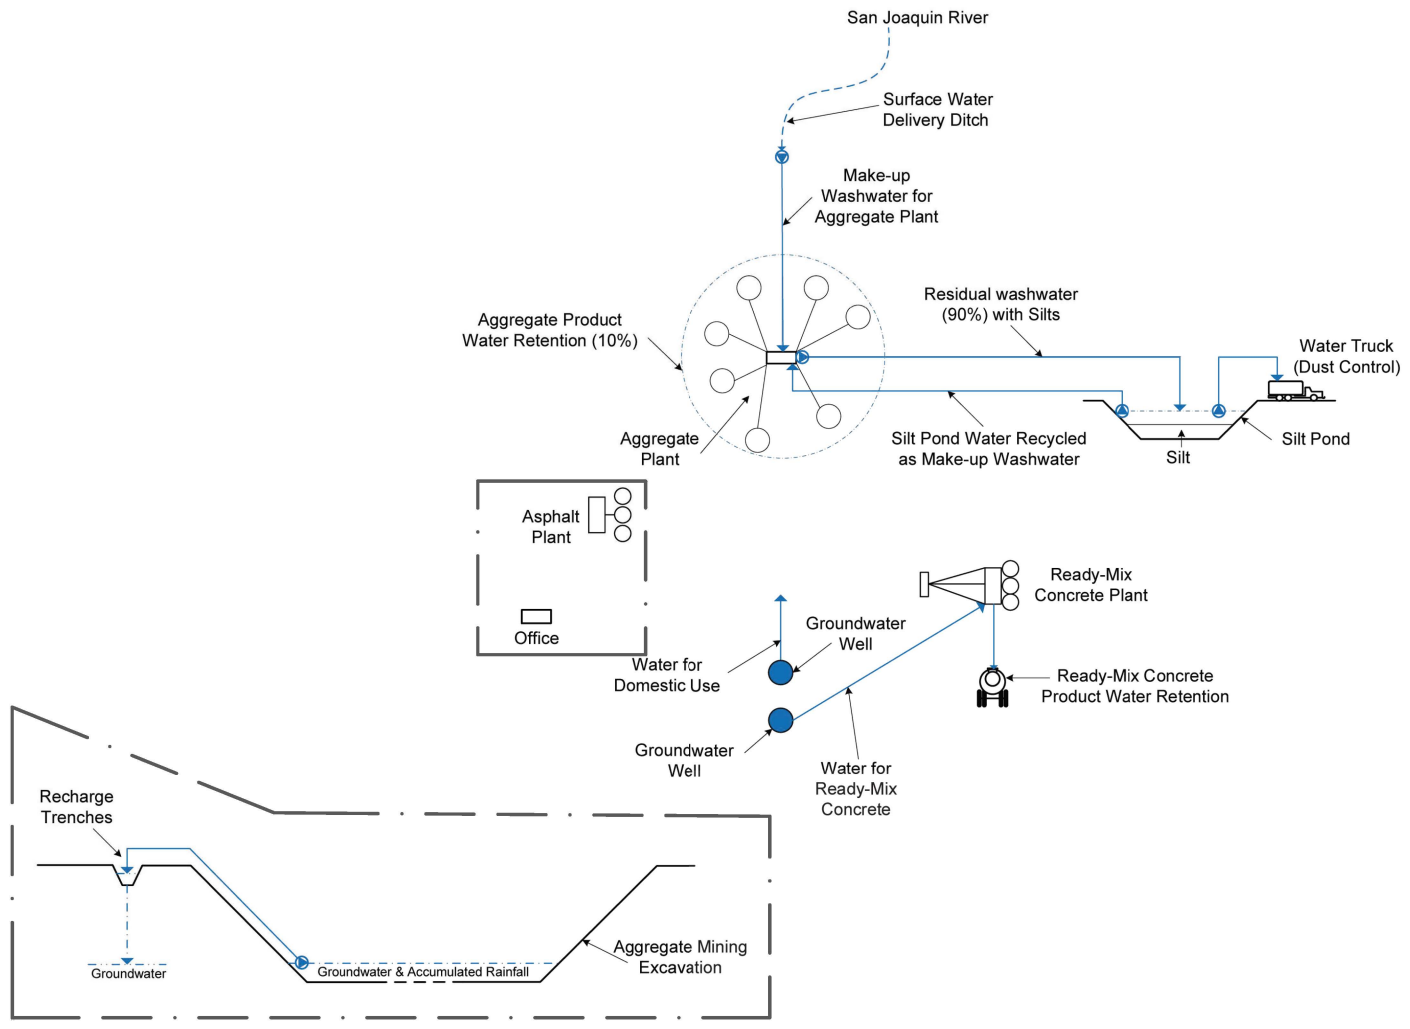 San Joaquin River
Surface Water
Delivery Ditch
Make-up
Washwater for
Aggregate Plant
Aggregate Product
Water Retention (10%)
Residual washwater
(90%) with Silts
Water Truck
(Dust Control)
Aggregate
Plant
Silt Pond Water Recycled
as Make-up Washwater
Silt
Silt Pond
Asphalt
Plant
Office
Ready-Mix
Concrete Plant
Groundwater
Well
Water for
Domestic Use
Ready-Mix Concrete
Product Water Retention
Groundwater
Well
Water for
Ready-Mix
Concrete
Recharge
Trenches
Groundwater
Groundwater & Accumulated Rainfall
Aggregate Mining
Excavation